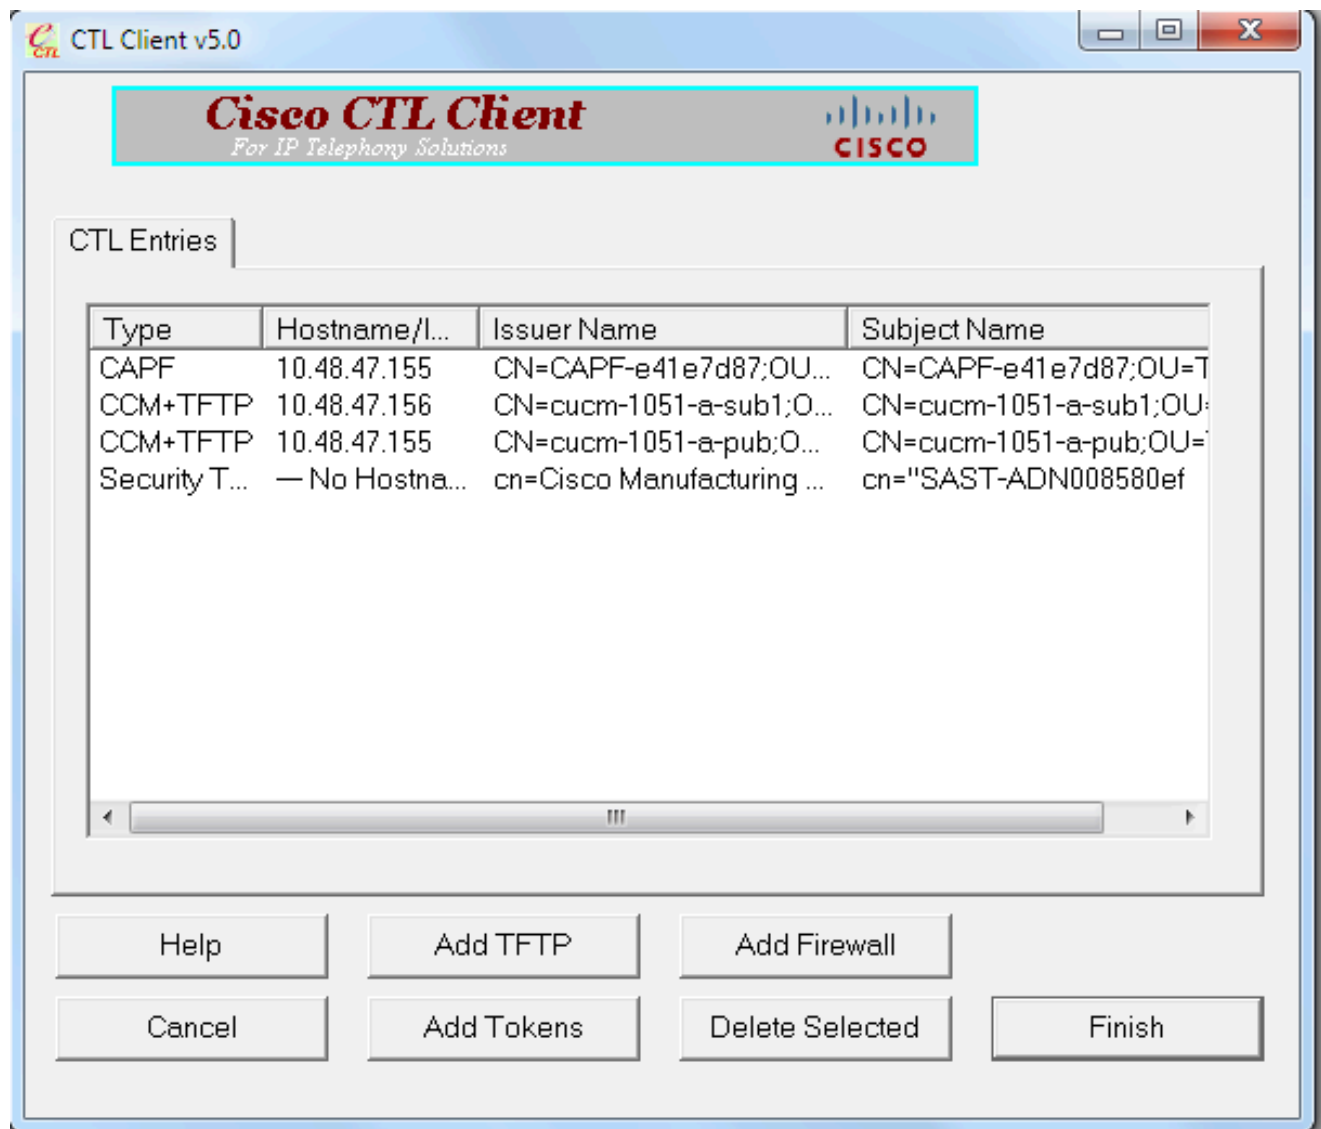 CTL Client v5.0
Cisco CTL Client
For IP Telephony Solutions
CISCO
CTL Entries
Type Hostname/I... Issuer Name Subject Name
CAPF 10.48.47.155 CN=CAPF-e41e7d87;OU... CN=CAPF-e41e7d87;OU=T
CCM+TFTP 10.48.47.156 CN=cucm-1051-a-sub1;O... CN=cucm-1051-a-sub1;OU=
CCM+TFTP 10.48.47.155 CN=cucm-1051-a-pub;O... CN=cucm-1051-a-pub;OU=
Security T... — No Hostna... cn=Cisco Manufacturing ... cn="SAST-ADN008580ef
Help Add TFTP Add Firewall
Cancel Add Tokens Delete Selected Finish